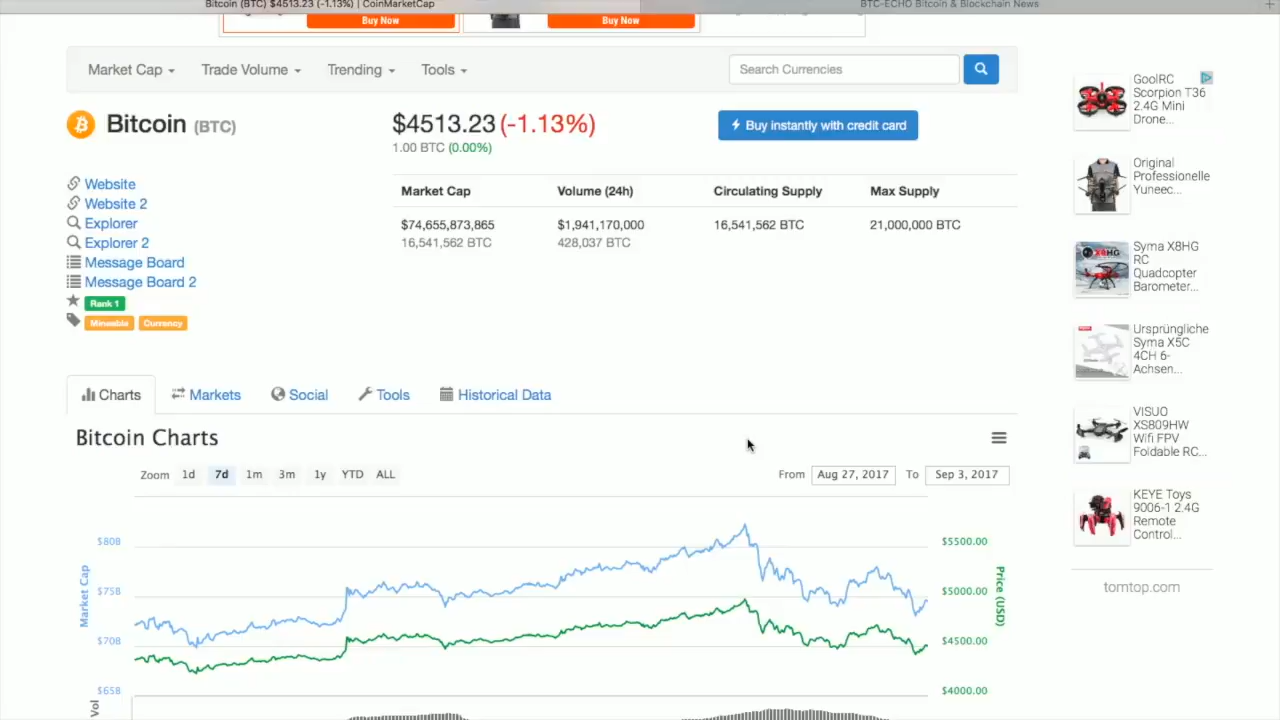 Bitcoin (BTC) $4513.23 (-1.13%) | CoinMarketCap
BTC-ECHO Bitcoin & Blockchain News
Buy Now
Buy Now
Market Cap
Trade Volume
Trending
Tools
Search Currencies
Bitcoin (BTC)
$4513.23 (-1.13%)
1.00 BTC (0.00%)
Buy instantly with credit card
Website
Website 2
Explorer
Explorer 2
Message Board
Message Board 2
Rank 1
Mineable
Currency
Market Cap
Volume (24h)
Circulating Supply
Max Supply
$74,655,873,865
$1,941,170,000
16,541,562 BTC
21,000,000 BTC
16,541,562 BTC
428,037 BTC
Charts
Markets
Social
Tools
Historical Data
Bitcoin Charts
Zoom
1d
7d
1m
3m
1y
YTD
ALL
From
Aug 27, 2017
To
Sep 3, 2017
$80B
$75B
$70B
$65B
Market Cap
$5500.00
$5000.00
$4500.00
$4000.00
Price (USD)
Vol
GoolRC
Scorpion T36
2.4G Mini
Drone...
Original
Professionelle
Yuneec...
Syma X8HG
RC
Quadcopter
Barometer...
Ursprüngliche
Syma X5C
4CH 6-
Achsen...
VISUO
XS809HW
Wifi FPV
Foldable RC...
KEYE Toys
9006-1 2.4G
Remote
Control...
tomtop.com